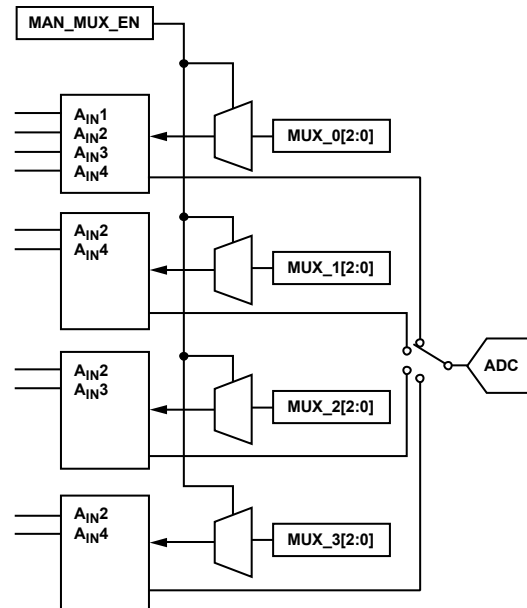 MAN_MUX_EN
AIN1
AIN2
AIN3
AIN4
MUX_0[2:0]
AIN2
AIN4
MUX_1[2:0]
ADC
AIN2
AIN3
MUX_2[2:0]
AIN2
AIN4
MUX_3[2:0]